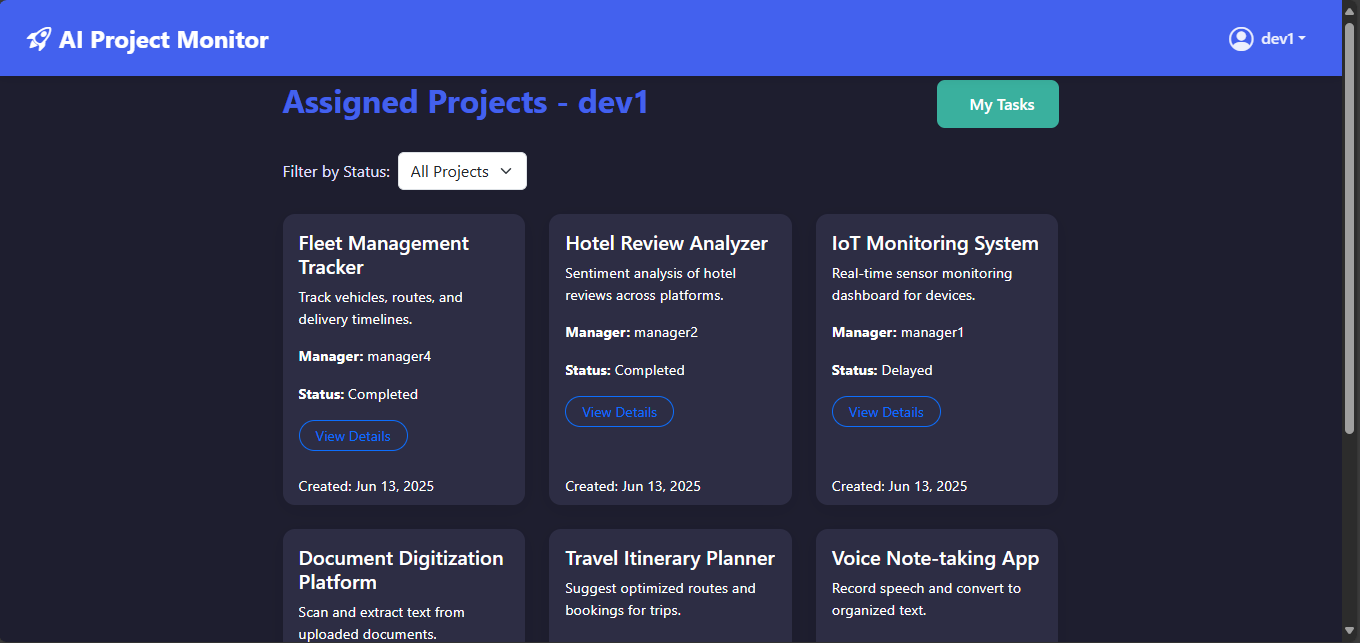 AI Project Monitor
dev1
Assigned Projects - dev1
My Tasks
Filter by Status:
All Projects
Fleet Management
Tracker
Track vehicles, routes, and
delivery timelines.
Manager: manager4
Status: Completed
View Details
Created: Jun 13, 2025
Hotel Review Analyzer
Sentiment analysis of hotel
reviews across platforms.
Manager: manager2
Status: Completed
View Details
Created: Jun 13, 2025
IoT Monitoring System
Real-time sensor monitoring
dashboard for devices.
Manager: manager1
Status: Delayed
View Details
Created: Jun 13, 2025
Document Digitization
Platform
Scan and extract text from
uploaded documents.
Travel Itinerary Planner
Suggest optimized routes and
bookings for trips.
Voice Note-taking App
Record speech and convert to
organized text.